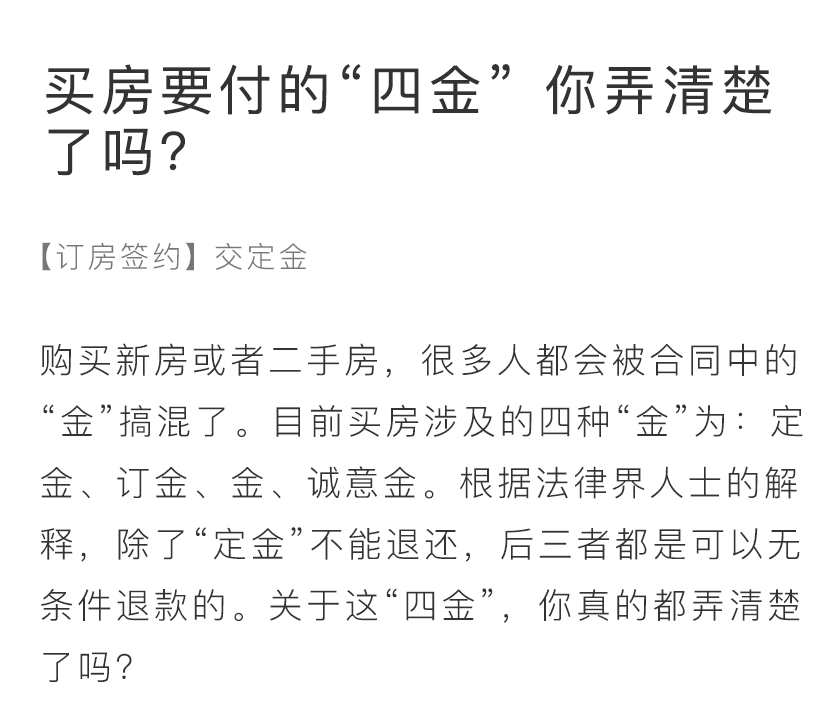 买房要付的“四金” 你弄清楚
了吗?
【订房签约】交定金
购买新房或者二手房，很多人都会被合同中的
“金”搞混了。目前买房涉及的四种“金”为：定
金、订金、金、诚意金。根据法律界人士的解
释，除了“定金”不能退还，后三者都是可以无
条件退款的。关于这“四金”，你真的都弄清楚
了吗?